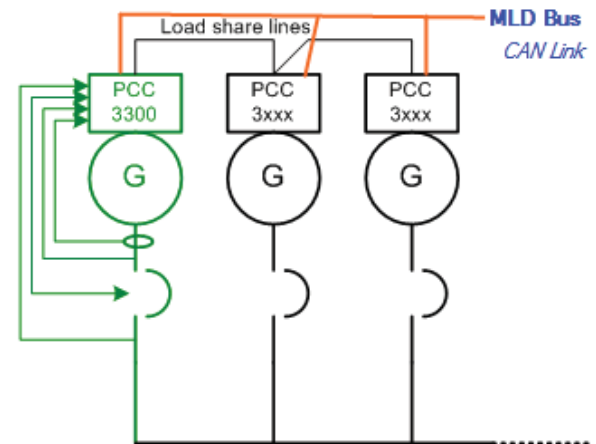 MLD Bus
Load share lines
CAN Link
PCC
3300
PCC
3xxx
PCC
3xxx
G
G
G